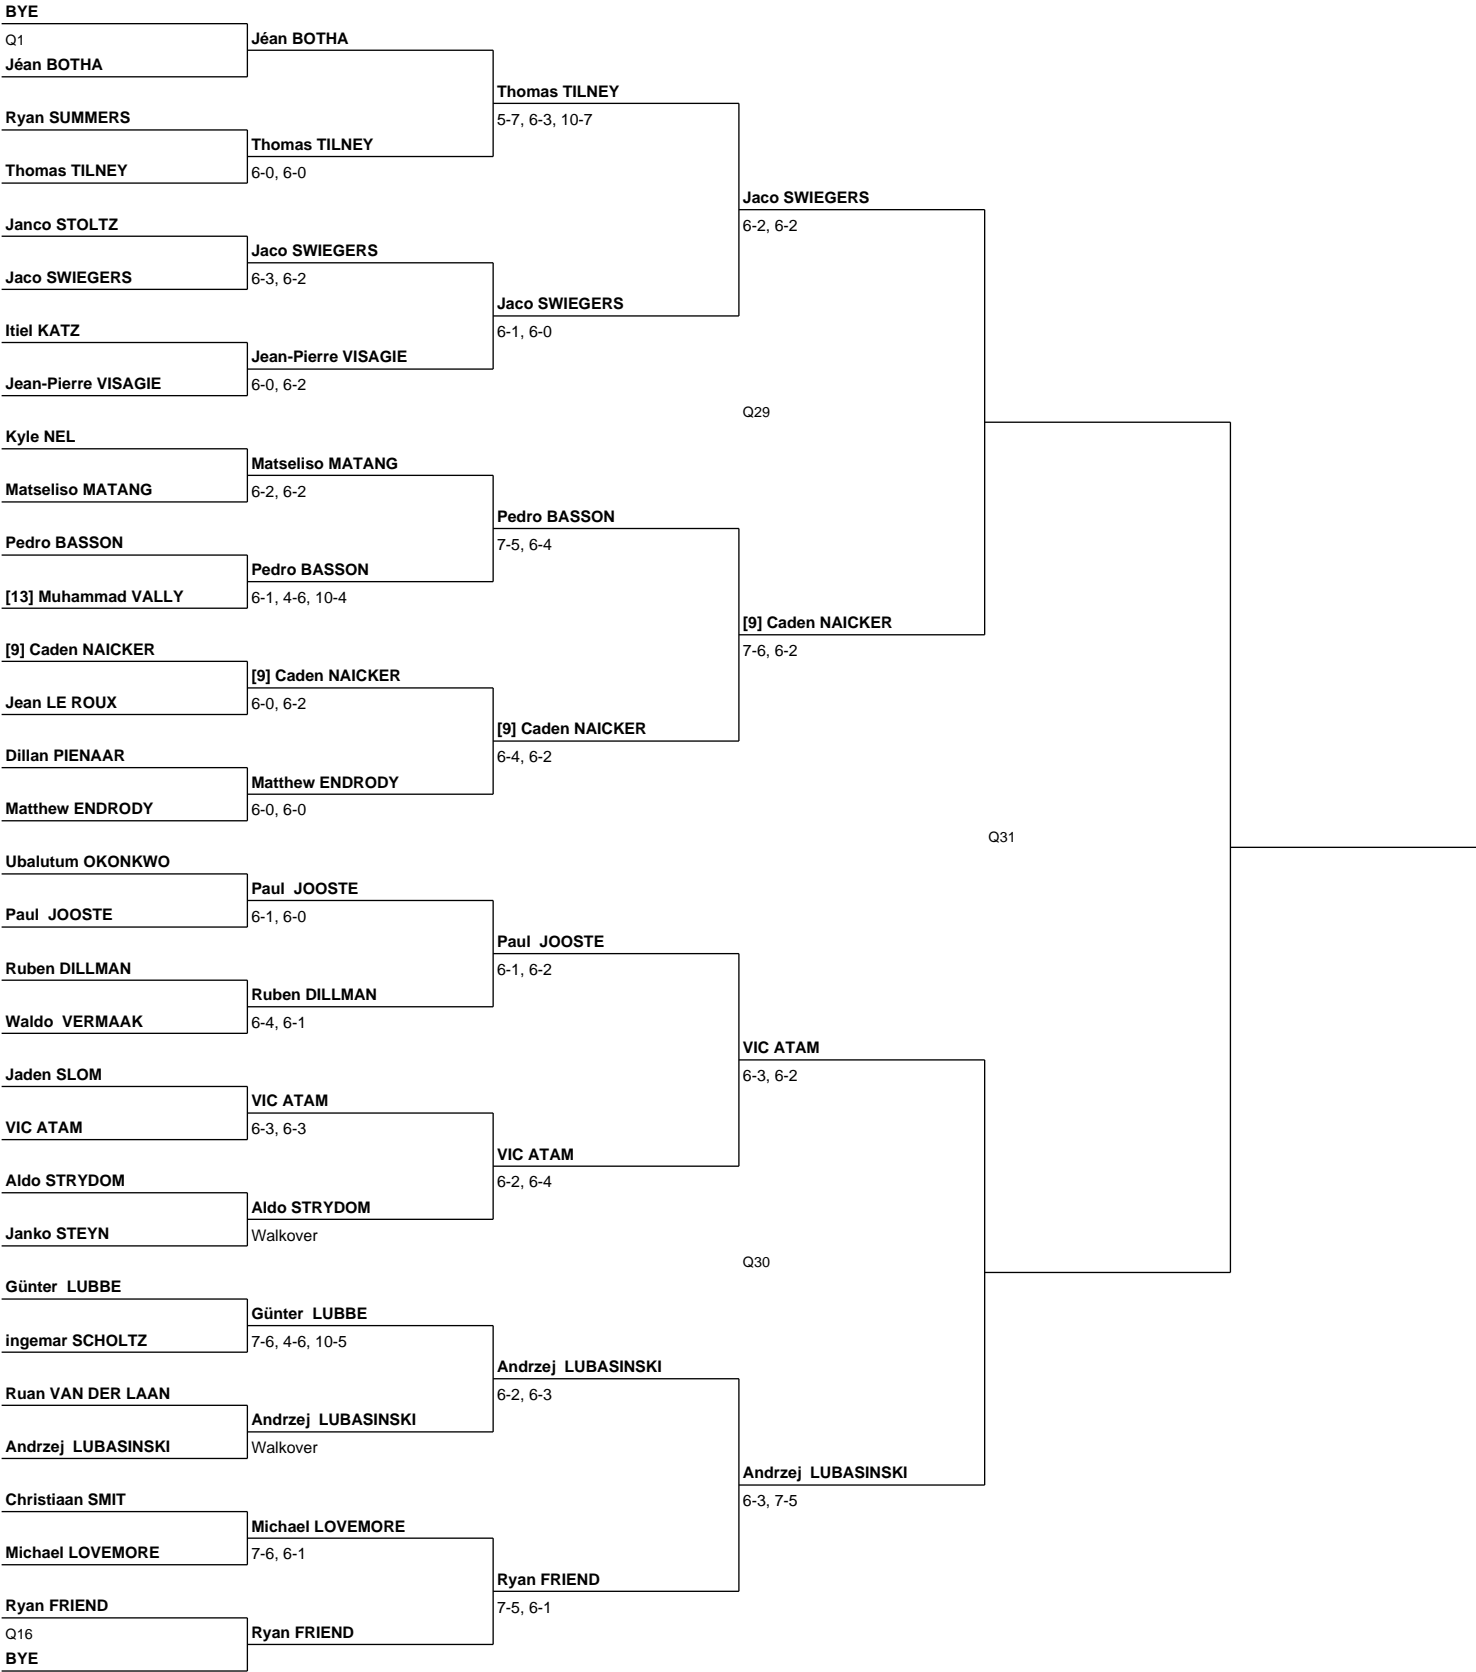 BYE
Q1
Jéan BOTHA
Ryan SUMMERS
Thomas TILNEY
Janco STOLTZ
Jaco SWIEGERS
Itiel KATZ
Jean-Pierre VISAGIE
Kyle NEL
Matseliso MATANG
Pedro BASSON
[13] Muhammad VALLY
[9] Caden NAICKER
Jean LE ROUX
Dillan PIENAAR
Matthew ENDRODY
Ubalutum OKONKWO
Paul  JOOSTE
Ruben DILLMAN
Waldo  VERMAAK
Jaden SLOM
VIC ATAM
Aldo STRYDOM
Janko STEYN
Günter  LUBBE
ingemar SCHOLTZ
Ruan VAN DER LAAN
Andrzej  LUBASINSKI
Christiaan SMIT
Michael LOVEMORE
Ryan FRIEND
Q16
BYE
Jéan BOTHA
Thomas TILNEY
6-0, 6-0
Jaco SWIEGERS
6-3, 6-2
Jean-Pierre VISAGIE
6-0, 6-2
Matseliso MATANG
6-2, 6-2
Pedro BASSON
6-1, 4-6, 10-4
[9] Caden NAICKER
6-0, 6-2
Matthew ENDRODY
6-0, 6-0
Paul  JOOSTE
6-1, 6-0
Ruben DILLMAN
6-4, 6-1
VIC ATAM
6-3, 6-3
Aldo STRYDOM
Walkover
Günter  LUBBE
7-6, 4-6, 10-5
Andrzej  LUBASINSKI
Walkover
Michael LOVEMORE
7-6, 6-1
Ryan FRIEND
Thomas TILNEY
5-7, 6-3, 10-7
Jaco SWIEGERS
6-1, 6-0
Pedro BASSON
7-5, 6-4
[9] Caden NAICKER
6-4, 6-2
Paul  JOOSTE
6-1, 6-2
VIC ATAM
6-2, 6-4
Andrzej  LUBASINSKI
6-2, 6-3
Ryan FRIEND
7-5, 6-1
Jaco SWIEGERS
6-2, 6-2
Q29
[9] Caden NAICKER
7-6, 6-2
VIC ATAM
6-3, 6-2
Q30
Andrzej  LUBASINSKI
6-3, 7-5
Q31